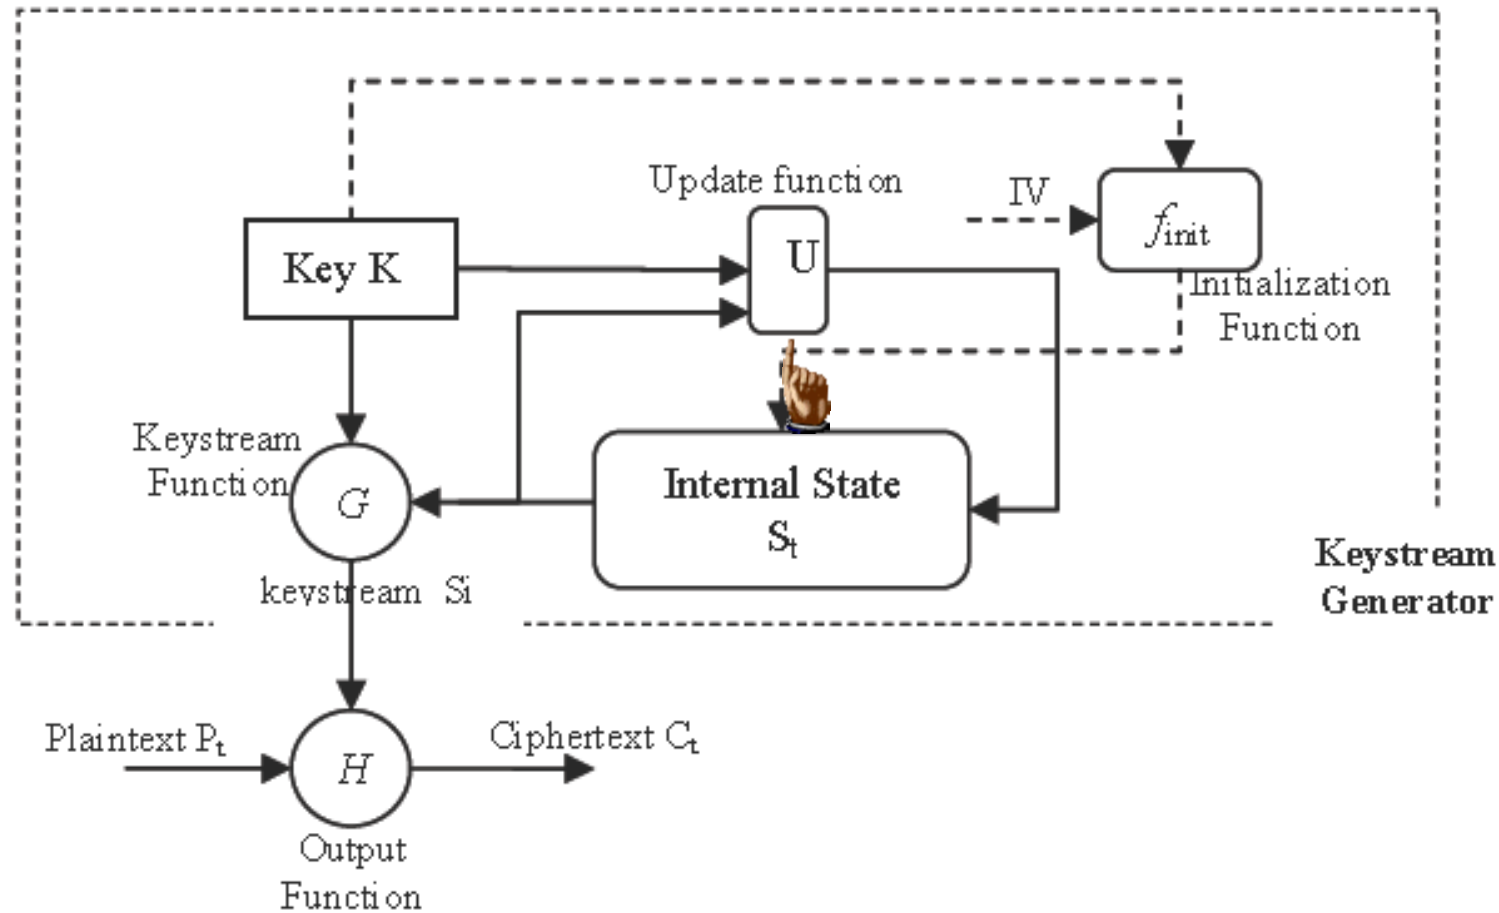 Update function
IV
f init
U
Key K
Initialization
Function
Keystream
Function
G
Internal State
St
Keystream
Generator
keystream Si
Plaintext Pt
Ciphertext Ct
H
Output
Function